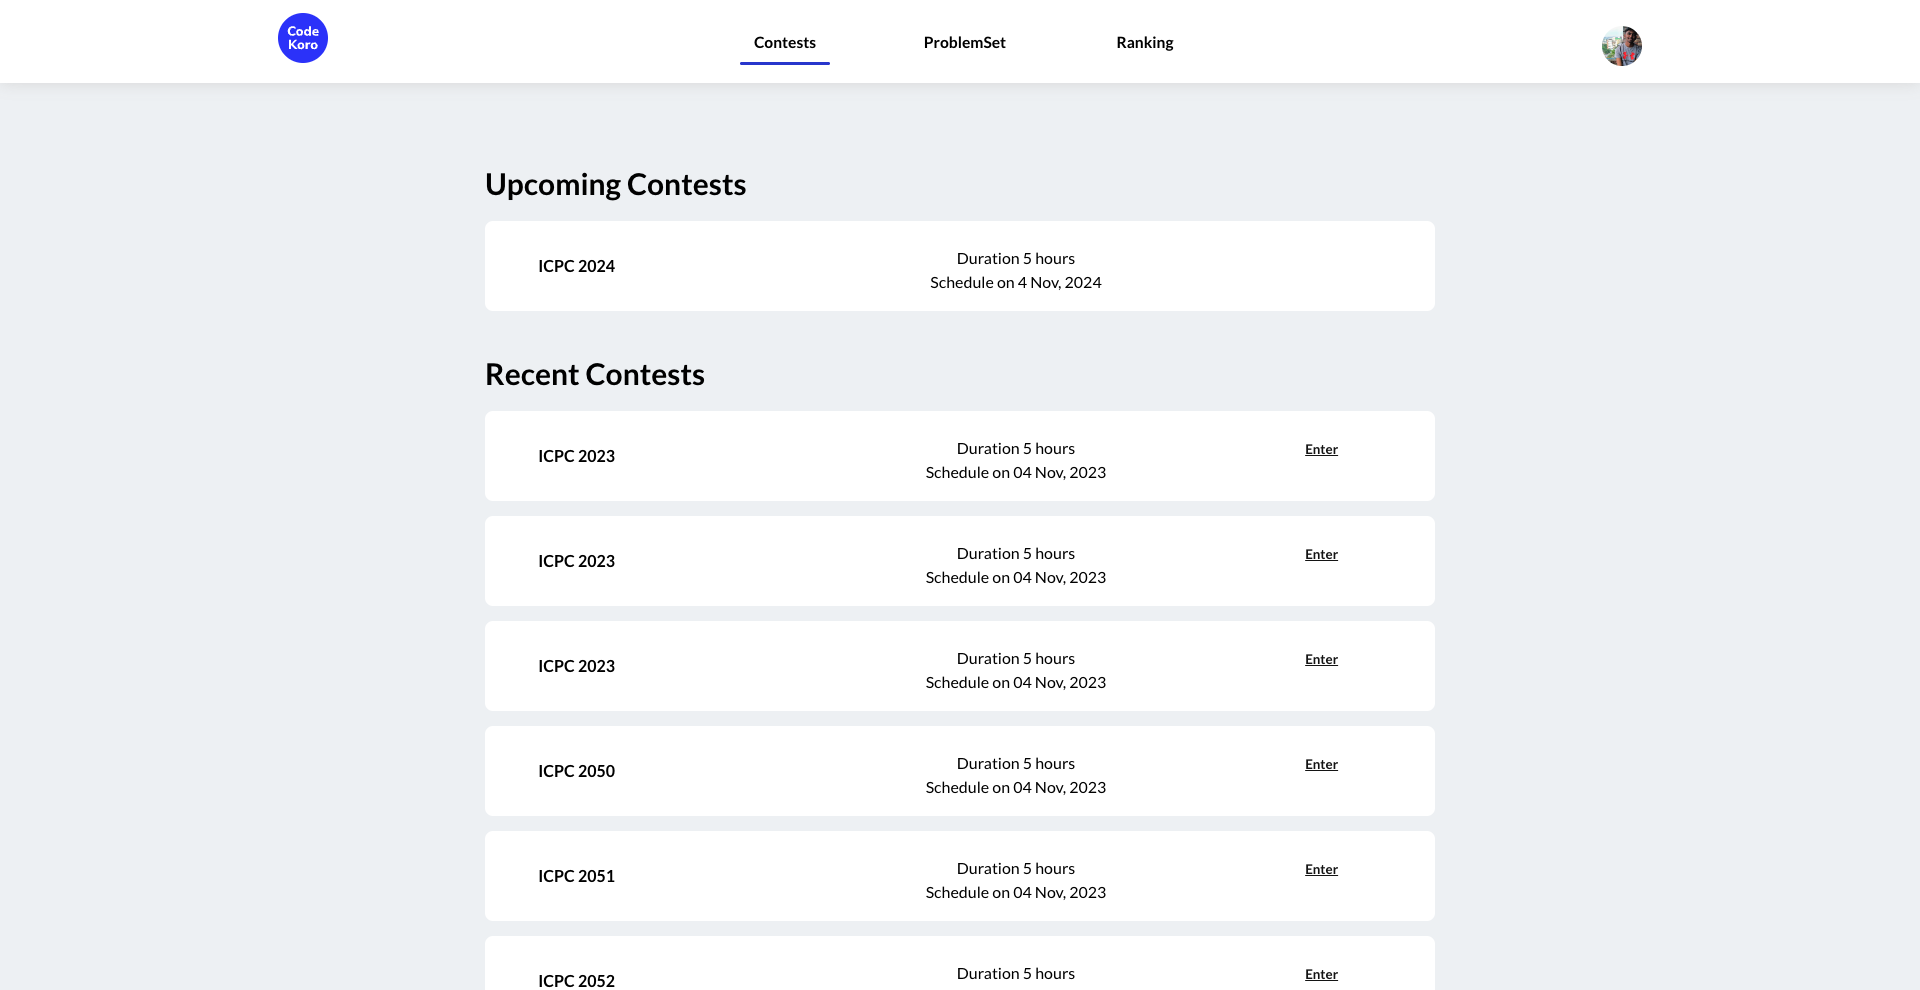 Code
Koro
Contests
ProblemSet
Ranking
Upcoming Contests
ICPC 2024
Duration 5 hours
Schedule on 4 Nov, 2024
Recent Contests
ICPC 2023
Duration 5 hours
Schedule on 04 Nov, 2023
Enter
ICPC 2023
Duration 5 hours
Schedule on 04 Nov, 2023
Enter
ICPC 2023
Duration 5 hours
Schedule on 04 Nov, 2023
Enter
ICPC 2050
Duration 5 hours
Schedule on 04 Nov, 2023
Enter
ICPC 2051
Duration 5 hours
Schedule on 04 Nov, 2023
Enter
ICPC 2052
Duration 5 hours
Enter